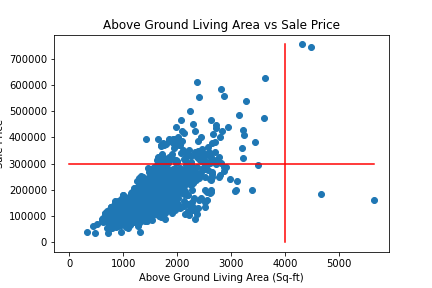 Above Ground Living Area vs Sale Price
700000
600000
500000
400000
300000
200000
100000
0
Price
0 1000 2000 3000 4000 5000
Above Ground Living Area (Sq-ft)